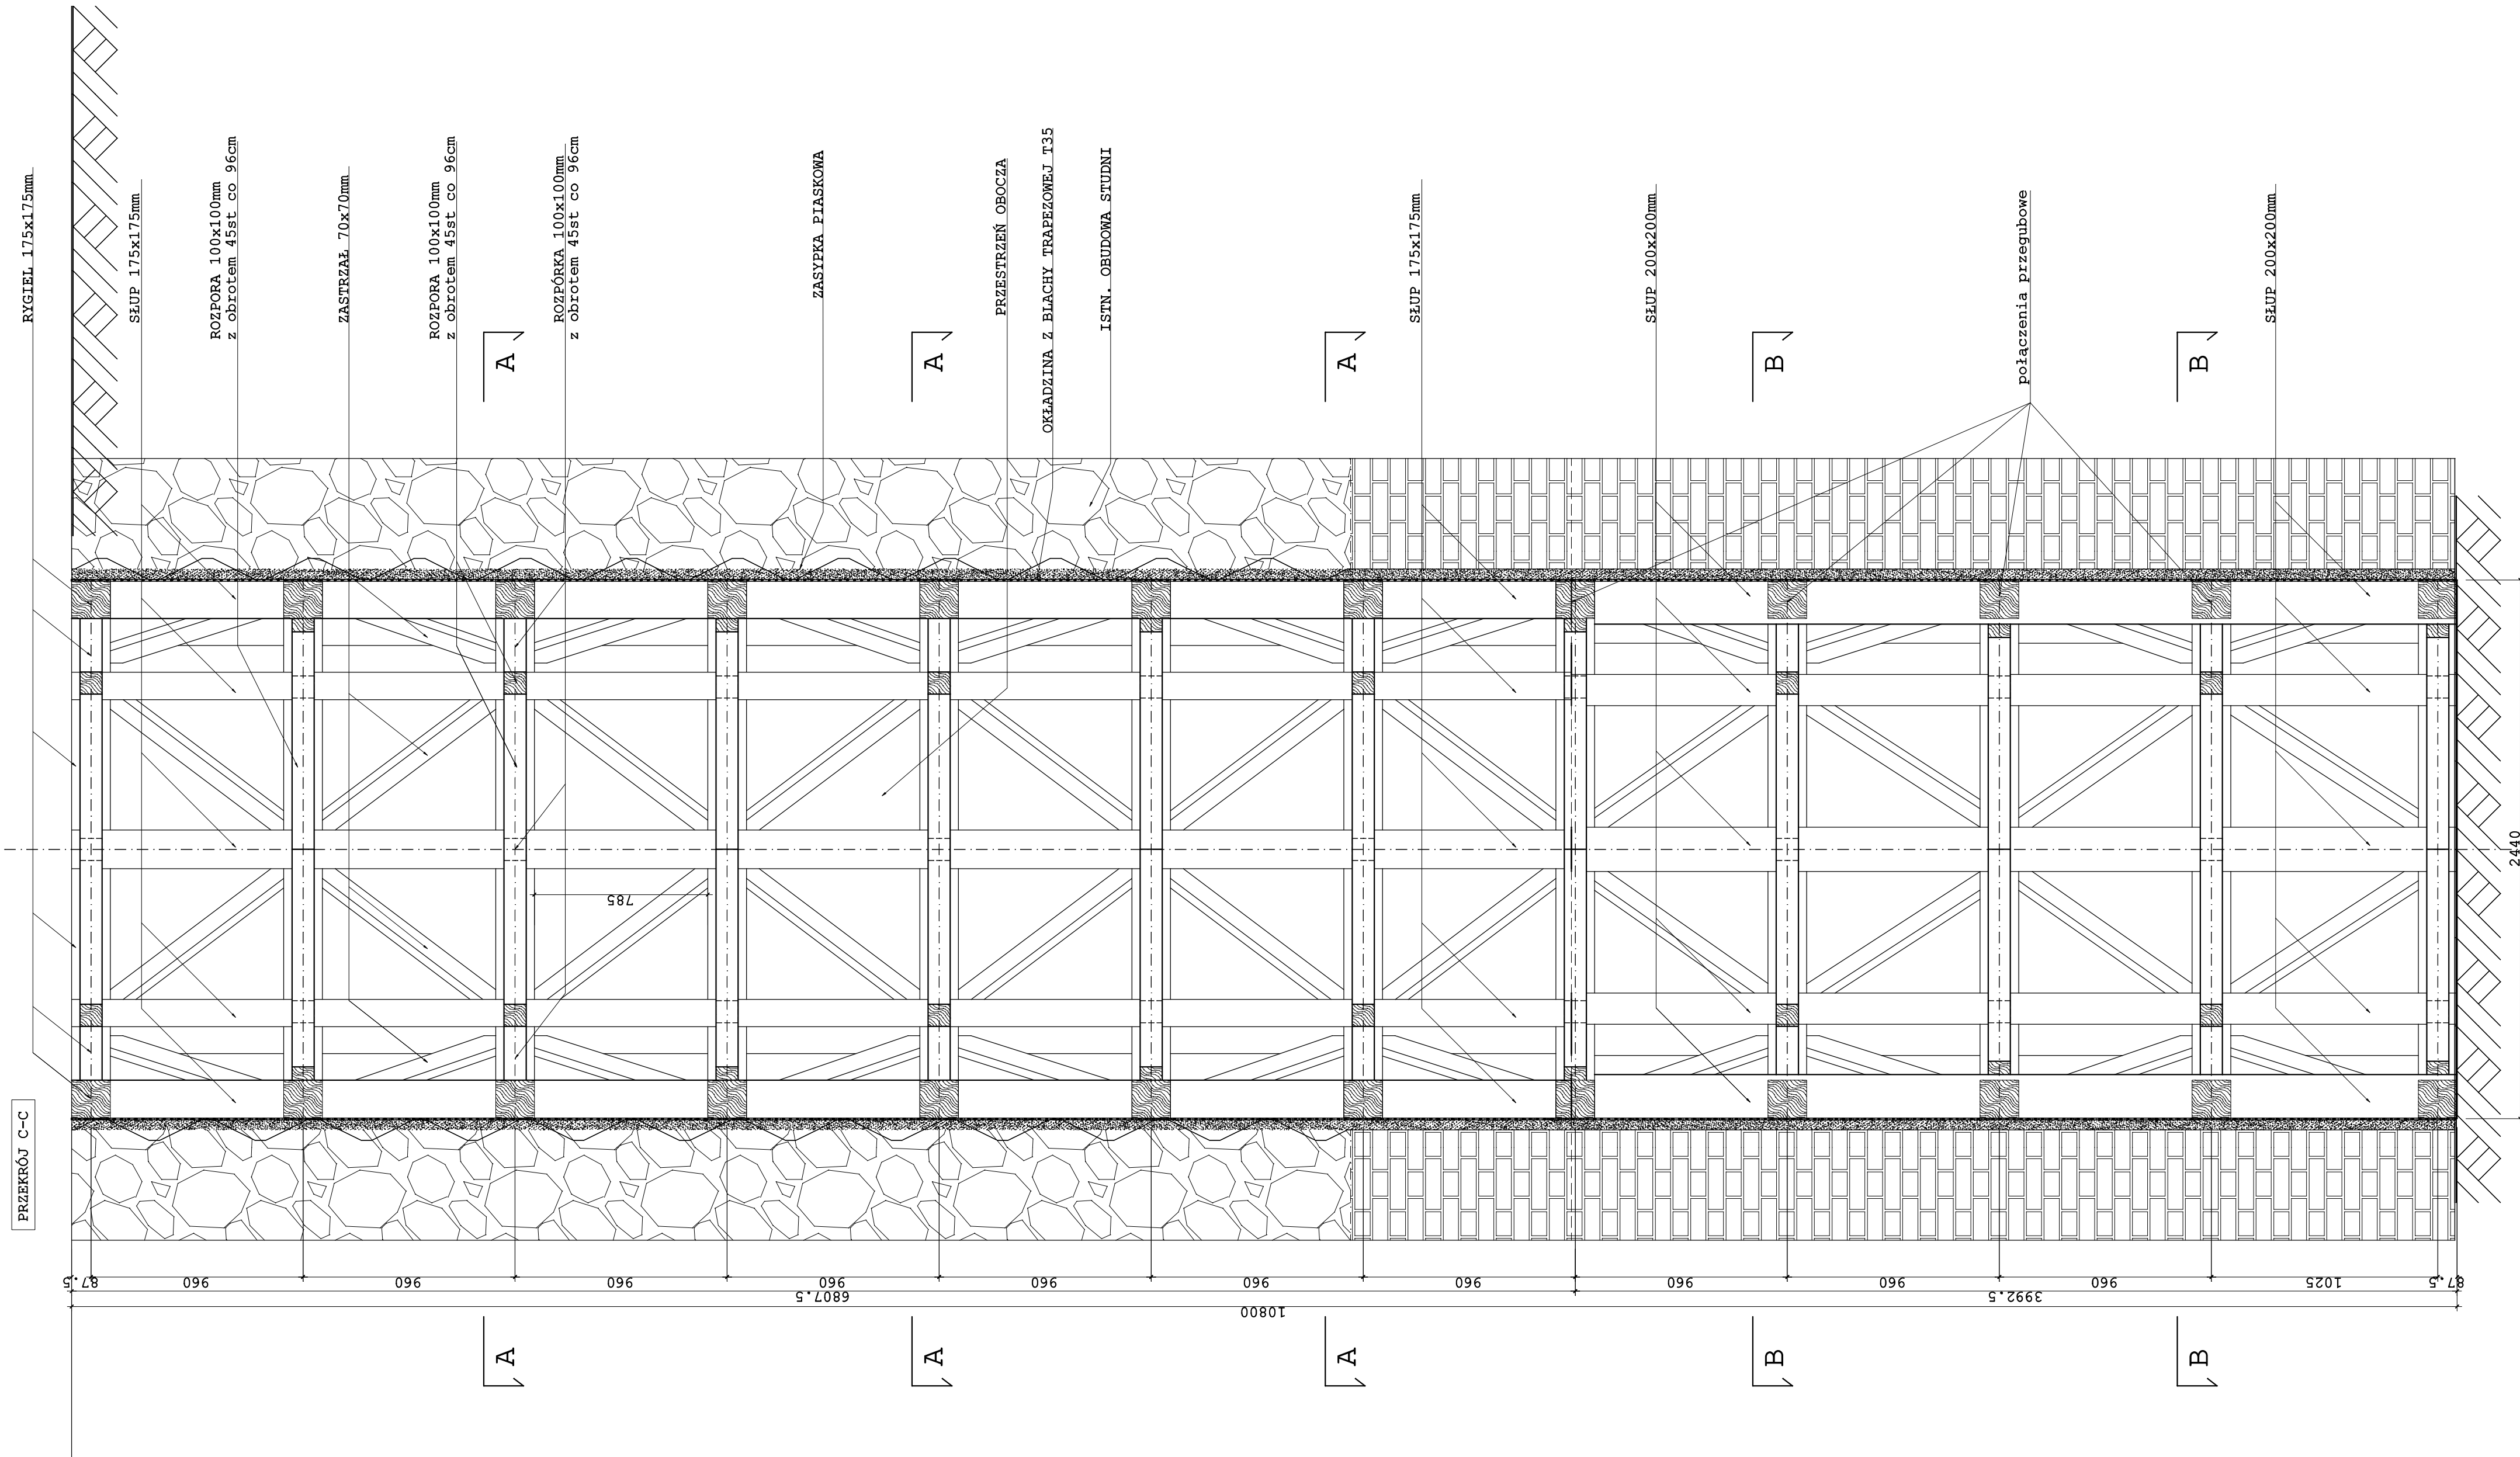 PRZEKRÓJ C-C
RYGIEL 175x175mm
SŁUP 175x175mm
ROZPORA 100x100mm
z obrotem 45st co 96cm
ZASTRZAŁ 70x70mm
ROZPORA 100x100mm
z obrotem 45st co 96cm
ROZPÓRKA 100x100mm
z obrotem 45st co 96cm
ZASYPKA PIASKOWA
PRZESTRZEŃ OBOCZA
OKŁADZINA Z BLACHY TRAPEZOWEJ T35
ISTN. OBUDOWA STUDNI
SŁUP 175x175mm
SŁUP 200x200mm
połączenia przegubowe
SŁUP 200x200mm
A
A
A
B
B
785
2440
87.5
960
960
960
960
960
960
960
960
960
960
1025
87.5
6807.5
3992.5
10800
A
A
A
B
B